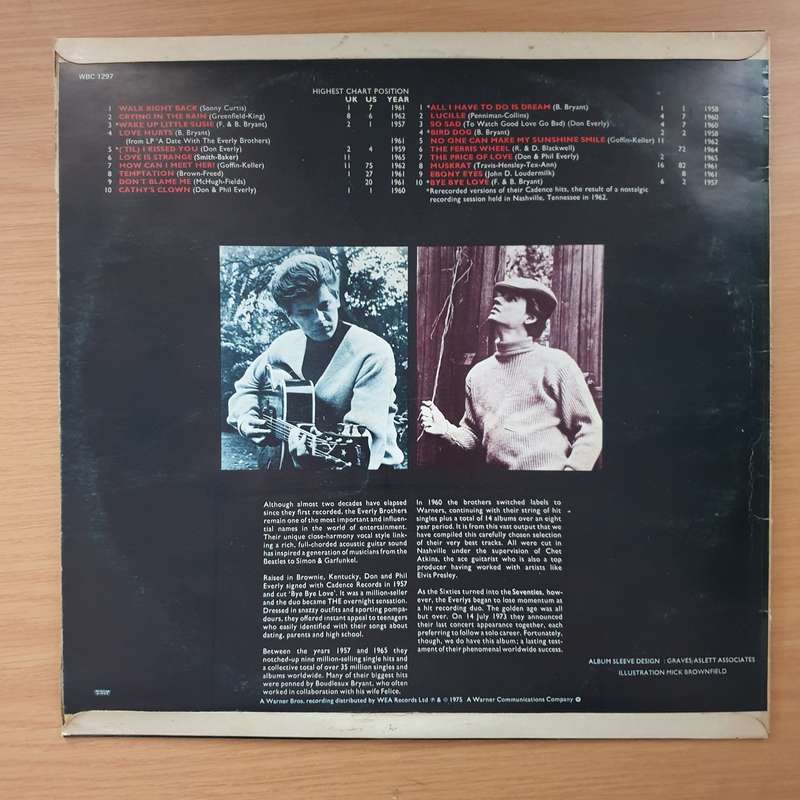 WBC 1297
HIGHEST CHART POSITION
UK US YEAR
1 WALK RIGHT BACK (Sonny Curtis) 1 7 1961
2 CRYING IN THE RAIN (Greenfield-King) 8 6 1962
3 *WAKE UP LITTLE SUSIE (F. & B. Bryant) 2 1 1957
4 LOVE HURTS (B. Bryant)
(from LP 'A Date With The Everly Brothers) 1961
5 *('TIL) I KISSED YOU (Don Everly) 2 4 1959
6 LOVE IS STRANGE (Smith-Baker) 11 1965
7 HOW CAN I MEET HER! (Goffin-Keller) 11 75 1962
8 TEMPTATION (Brown-Freed) 1 27 1961
9 DON'T BLAME ME (McHugh-Fields) 20 1961
10 CATHY'S CLOWN (Don & Phil Everly) 1 1 1960
1 *ALL I HAVE TO DO IS DREAM (B. Bryant) 1 1 1958
2 LUCILLE (Penniman-Collins) 4 7 1960
3 SO SAD (To Watch Good Love Go Bad) (Don Everly) 4 7 1960
4 *BIRD DOG (B. Bryant) 2 2 1958
5 NO ONE CAN MAKE MY SUNSHINE SMILE (Goffin-Keller) 11 1962
6 THE FERRIS WHEEL (R. & D. Blackwell) 72 1964
7 THE PRICE OF LOVE (Don & Phil Everly) 2 1965
8 MUSKRAT (Travis-Hensley-Tex-Ann) 16 82 1961
9 EBONY EYES (John D. Loudermilk) 8 1961
10 *BYE BYE LOVE (F. & B. Bryant) 6 2 1957
*Rerecorded versions of their Cadence hits, the result of a nostalgic
recording session held in Nashville, Tennessee in 1962.
Although almost two decades have elapsed
since they first recorded, the Everly Brothers
remain one of the most important and influen-
tial names in the world of entertainment.
Their unique close-harmony vocal style link-
ing a rich, full-chorded acoustic guitar sound
has inspired a generation of musicians from the
Beatles to Simon & Garfunkel.
Raised in Brownie, Kentucky, Don and Phil
Everly signed with Cadence Records in 1957
and cut 'Bye Bye Love'. It was a million-seller
and the duo became THE overnight sensation.
Dressed in snazzy outfits and sporting pompa-
dours, they offered instant appeal to teenagers
who easily identified with their songs about
dating, parents and high school.
Between the years 1957 and 1965 they
notched-up nine million-selling single hits and
a collective total of over 35 million singles and
albums worldwide. Many of their biggest hits
were penned by Boudleaux Bryant, who often
worked in collaboration with his wife Felice.
In 1960 the brothers switched labels to
Warners, continuing with their string of hit
singles plus a total of 14 albums over an eight
year period. It is from this vast output that we
have compiled this carefully chosen selection
of their very best tracks. All were cut in
Nashville under the supervision of Chet
Atkins, the ace guitarist who is also a top
producer having worked with artists like
Elvis Presley.
As the Sixties turned into the Seventies, how-
ever, the Everlys began to lose momentum as
a hit recording duo. The golden age was all
but over. On 14 July 1973 they announced
their last concert appearance together, each
preferring to follow a solo career. Fortunately,
though, we do have this album; a lasting test-
ament of their phenomenal worldwide success.
ALBUM SLEEVE DESIGN : GRAVES/ASLETT ASSOCIATES
ILLUSTRATION MICK BROWNFIELD
A Warner Bros. recording distributed by WEA Records Ltd ℗ & © 1975 A Warner Communications Company